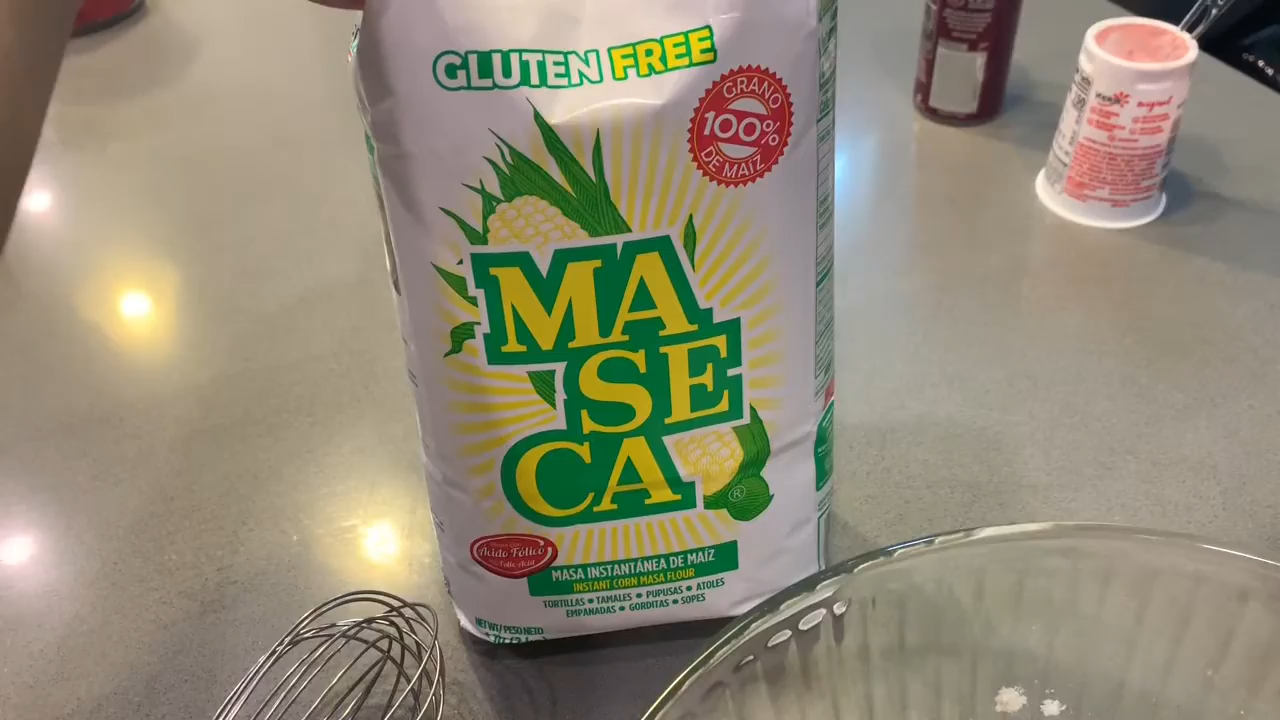 GLUTEN FREE
GRANO
100%
DE MAÍZ
MA
SE
CA
®
Ácido Fólico
Folic Acid
MASA INSTANTÁNEA DE MAÍZ
INSTANT CORN MASA FLOUR
TORTILLAS • TAMALES • PUPUSAS • ATOLES
EMPANADAS • GORDITAS • SOPES
NET WT/PESO NETO